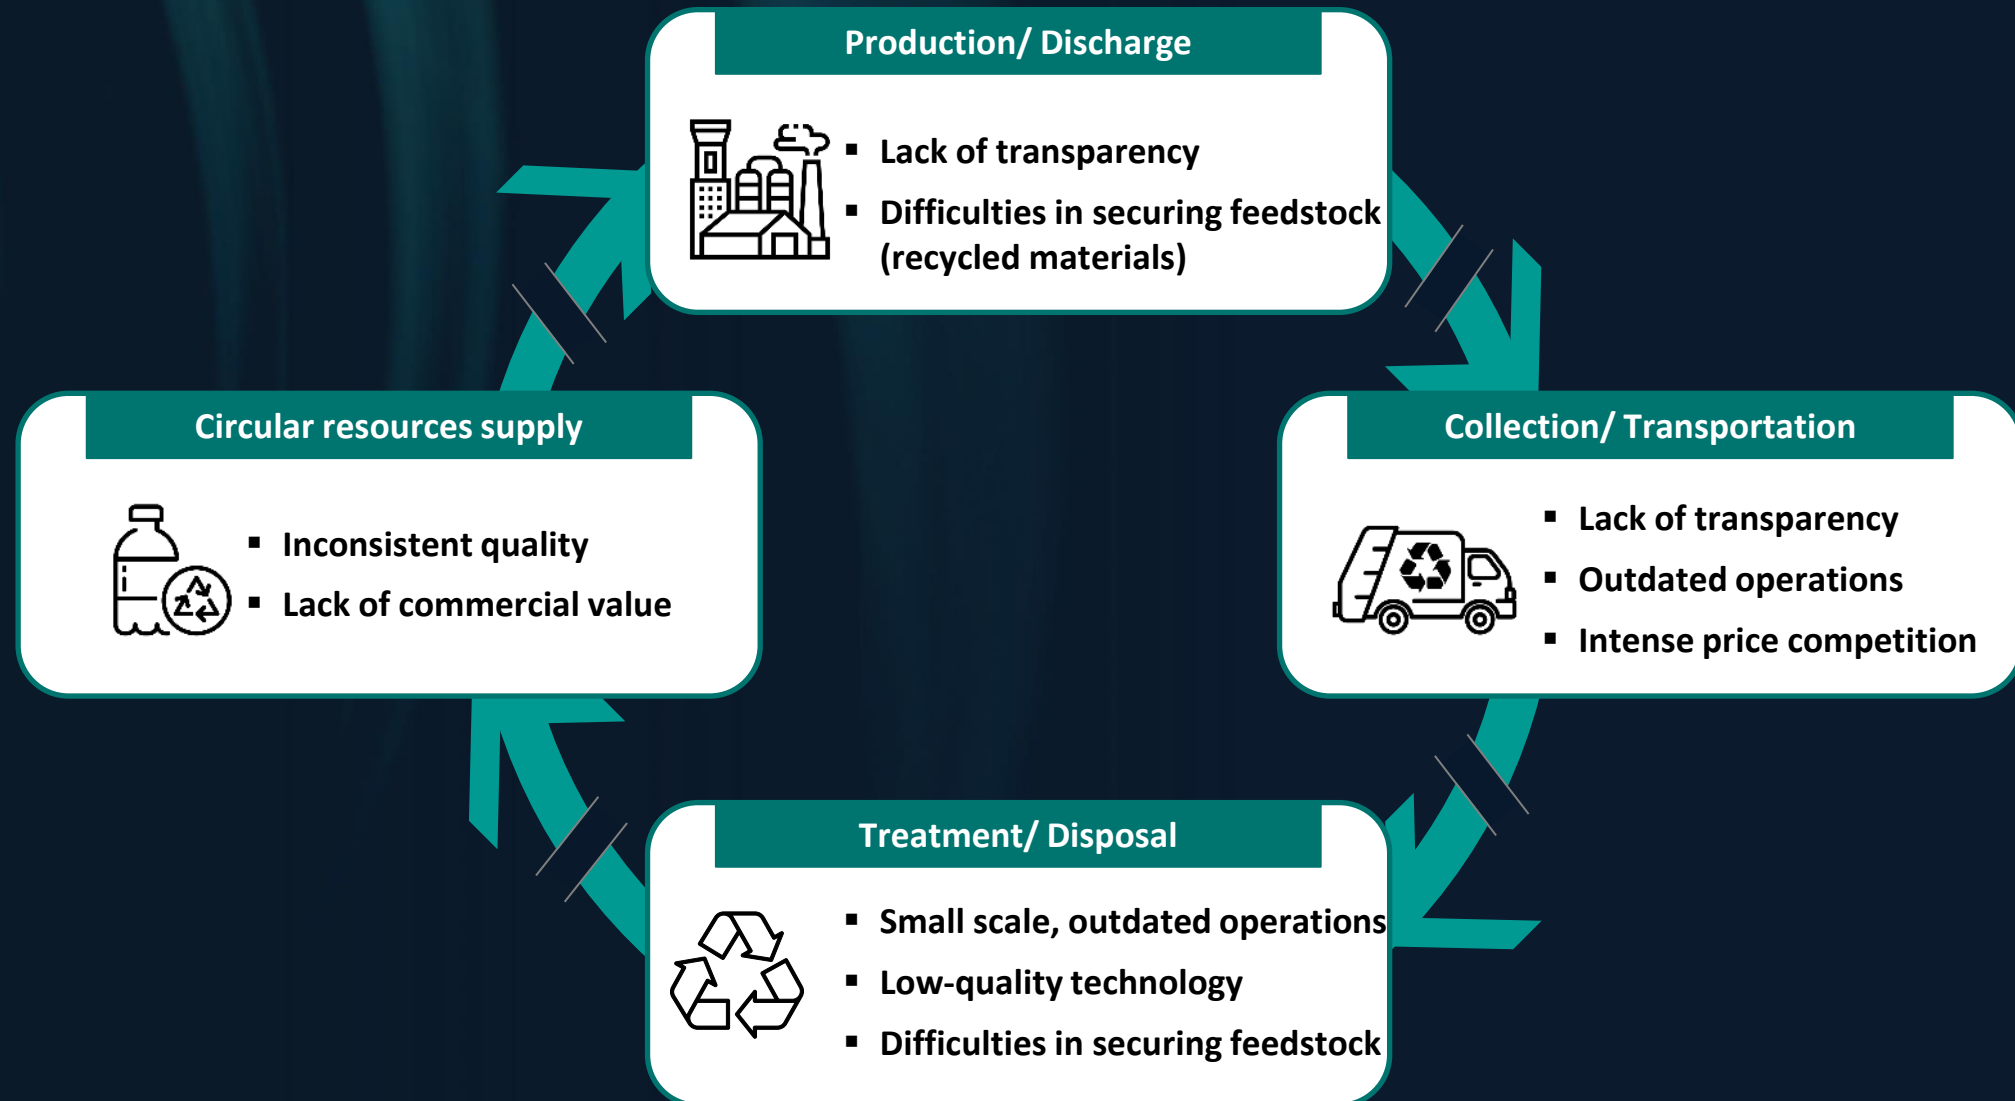 Production/ Discharge
▪ Lack of transparency
▪ Difficulties in securing feedstock
(recycled materials)
Circular resources supply
▪ Inconsistent quality
▪ Lack of commercial value
Collection/ Transportation
▪ Lack of transparency
▪ Outdated operations
▪ Intense price competition
Treatment/ Disposal
▪ Small scale, outdated operations
▪ Low-quality technology
▪ Difficulties in securing feedstock